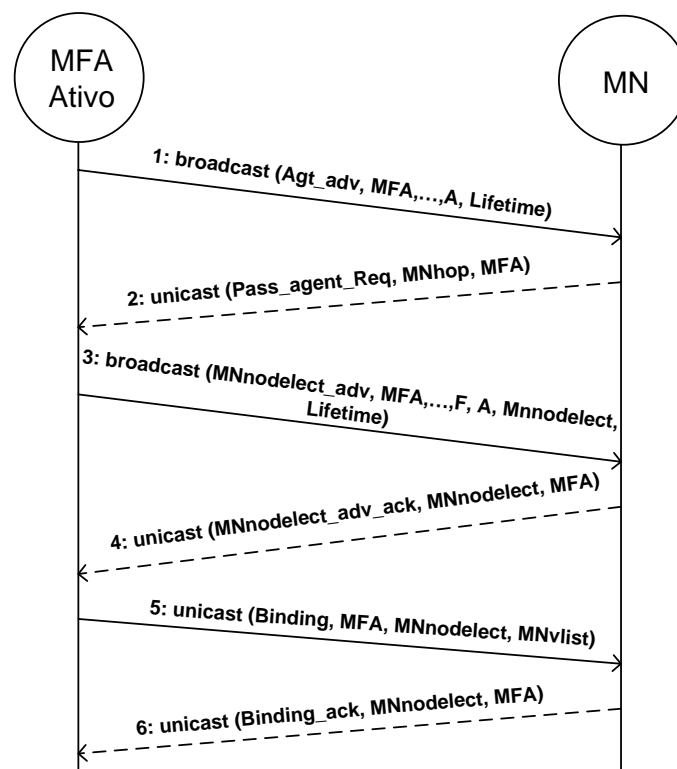 MFA
Ativo
MN
1: broadcast (Agt_adv, MFA,...,A, Lifetime)
2: unicast (Pass_agent_Req, MNhop, MFA)
3: broadcast (MNnodelect_adv, MFA,...,F, A, Mnnodelect,
Lifetime)
4: unicast (MNnodelect_adv_ack, MNnodelect, MFA)
5: unicast (Binding, MFA, MNnodelect, MNvlist)
6: unicast (Binding_ack, MNnodelect, MFA)